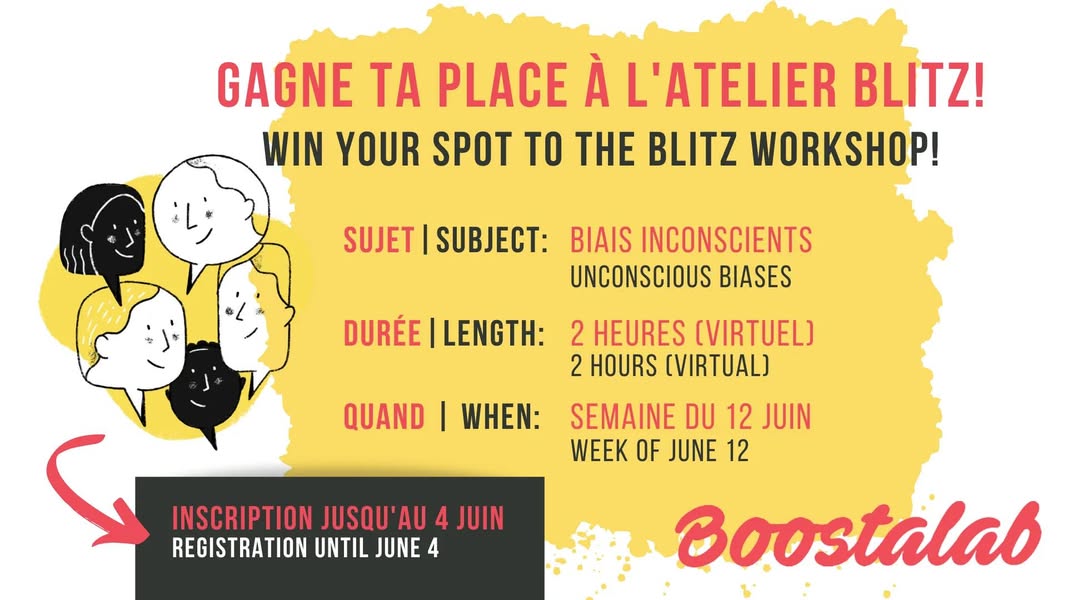 GAGNE TA PLACE À L'ATELIER BLITZ!
WIN YOUR SPOT TO THE BLITZ WORKSHOP!
SUJET | SUBJECT: BIAIS INCONSCIENTS
UNCONSCIOUS BIASES
DURÉE | LENGTH: 2 HEURES (VIRTUEL)
2 HOURS (VIRTUAL)
QUAND | WHEN: SEMAINE DU 12 JUIN
WEEK OF JUNE 12
INSCRIPTION JUSQU'AU 4 JUIN
REGISTRATION UNTIL JUNE 4
Boostalab